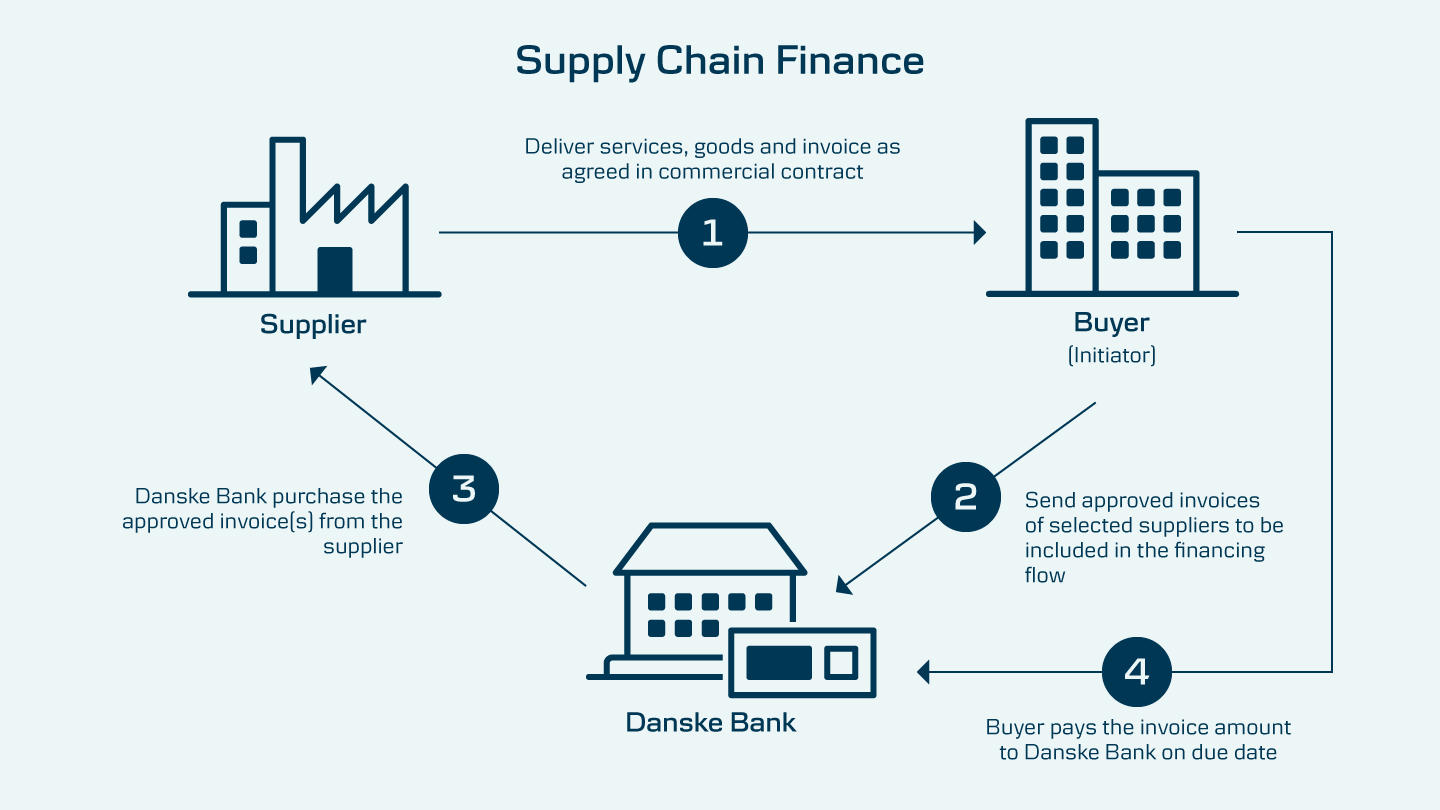 Supply Chain Finance
Deliver services, goods and invoice as
agreed in commercial contract
1
Supplier
Buyer
(Initiator)
3
Danske Bank purchase the
approved invoice(s) from the
supplier
2
Send approved invoices
of selected suppliers to be
included in the financing
flow
Danske Bank
4
Buyer pays the invoice amount
to Danske Bank on due date